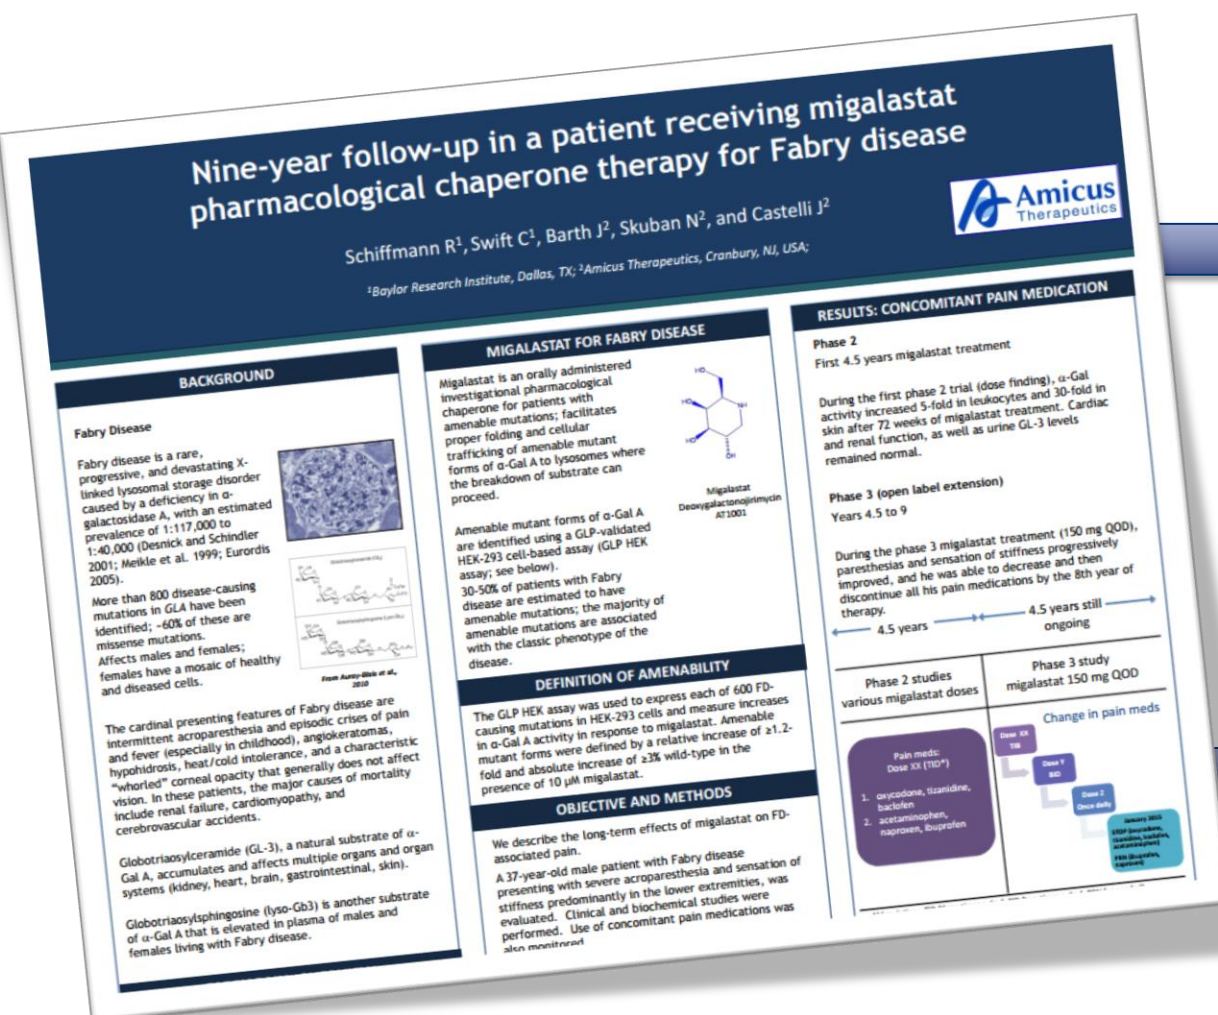 Nine-year follow-up in a patient receiving migalastat
pharmacological chaperone therapy for Fabry disease
Schiffmann R¹, Swift C¹, Barth J², Skuban N², and Castelli J²
¹Baylor Research Institute, Dallas, TX; ²Amicus Therapeutics, Cranbury, NJ, USA;
Amicus
Therapeutics
BACKGROUND
Fabry Disease
Fabry disease is a rare,
progressive, and devastating X-
linked lysosomal storage disorder
caused by a deficiency in α-
galactosidase A, with an estimated
prevalence of 1:117,000 to
1:40,000 (Desnick and Schindler
2001; Meikle et al. 1999; Eurordis
2005).
More than 800 disease-causing
mutations in GLA have been
identified; ~60% of these are
missense mutations.
Affects males and females;
females have a mosaic of healthy
and diseased cells.
2010
The cardinal presenting features of Fabry disease are
intermittent acroparesthesia and episodic crises of pain
and fever (especially in childhood), angiokeratomas,
hypohidrosis, heat/cold intolerance, and a characteristic
“whorled” corneal opacity that generally does not affect
vision. In these patients, the major causes of mortality
include renal failure, cardiomyopathy, and
cerebrovascular accidents.
Globotriaosylceramide (GL-3), a natural substrate of α-
Gal A, accumulates and affects multiple organs and organ
systems (kidney, heart, brain, gastrointestinal, skin).
Globotriaosylsphingosine (lyso-Gb3) is another substrate
of α-Gal A that is elevated in plasma of males and
females living with Fabry disease.
MIGALASTAT FOR FABRY DISEASE
Migalastat is an orally administered
investigational pharmacological
chaperone for patients with
amenable mutations; facilitates
proper folding and cellular
trafficking of amenable mutant
forms of α-Gal A to lysosomes where
the breakdown of substrate can
proceed.
HO
HO
NH
HO
OH
Migalastat
Deoxygalactonojirimycin
AT1001
Amenable mutant forms of α-Gal A
are identified using a GLP-validated
HEK-293 cell-based assay (GLP HEK
assay; see below).
30-50% of patients with Fabry
disease are estimated to have
amenable mutations; the majority of
amenable mutations are associated
with the classic phenotype of the
disease.
DEFINITION OF AMENABILITY
The GLP HEK assay was used to express each of 600 FD-
causing mutations in HEK-293 cells and measure increases
in α-Gal A activity in response to migalastat. Amenable
mutant forms were defined by a relative increase of ≥1.2-
fold and absolute increase of ≥3% wild-type in the
presence of 10 μM migalastat.
OBJECTIVE AND METHODS
We describe the long-term effects of migalastat on FD-
associated pain.
A 37-year-old male patient with Fabry disease
presenting with severe acroparesthesia and sensation of
stiffness predominantly in the lower extremities, was
evaluated. Clinical and biochemical studies were
performed. Use of concomitant pain medications was
also monitored
RESULTS: CONCOMITANT PAIN MEDICATION
Phase 2
First 4.5 years migalastat treatment
During the first phase 2 trial (dose finding), α-Gal
activity increased 5-fold in leukocytes and 30-fold in
skin after 72 weeks of migalastat treatment. Cardiac
and renal function, as well as urine GL-3 levels
remained normal.
Phase 3 (open label extension)
Years 4.5 to 9
During the phase 3 migalastat treatment (150 mg QOD),
paresthesias and sensation of stiffness progressively
improved, and he was able to decrease and then
discontinue all his pain medications by the 8th year of
therapy.
4.5 years
4.5 years still
ongoing
Phase 2 studies
various migalastat doses
Phase 3 study
migalastat 150 mg QOD
Change in pain meds
Pain meds:
Dose XX (TID*)
1. oxycodone, tizanidine,
baclofen
2. acetaminophen,
naproxen, ibuprofen
Dose XX
TID
Dose Y
BID
Dose Z
Once daily
January 2015
STOP (oxycodone,
tizanidine, baclofen,
acetaminophen)
PRN (ibuprofen,
naproxen)